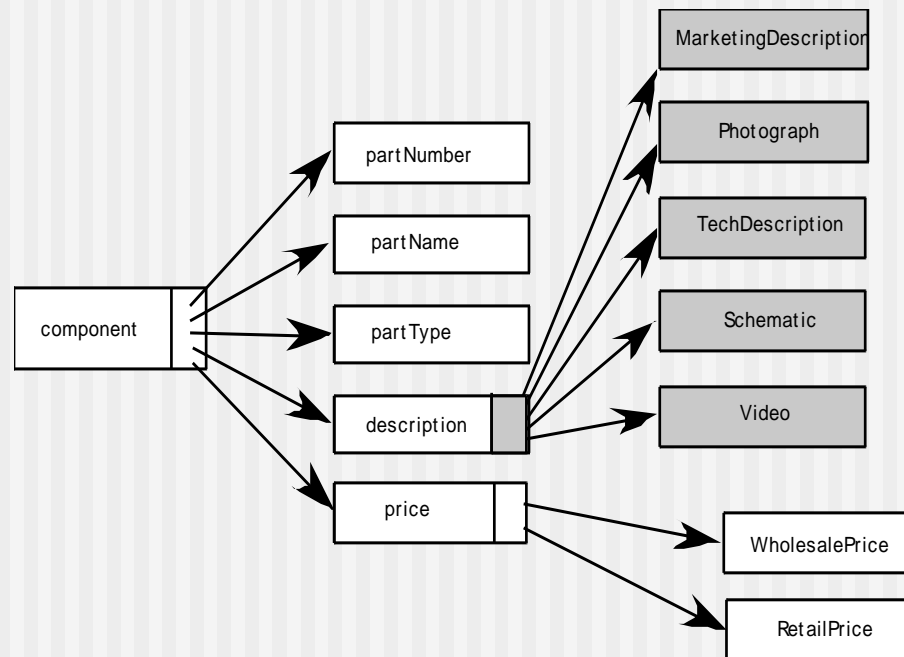 MarketingDescription
Photograph
partNumber
TechDescription
partName
Schematic
component
partType
Video
description
price
WholesalePrice
RetailPrice